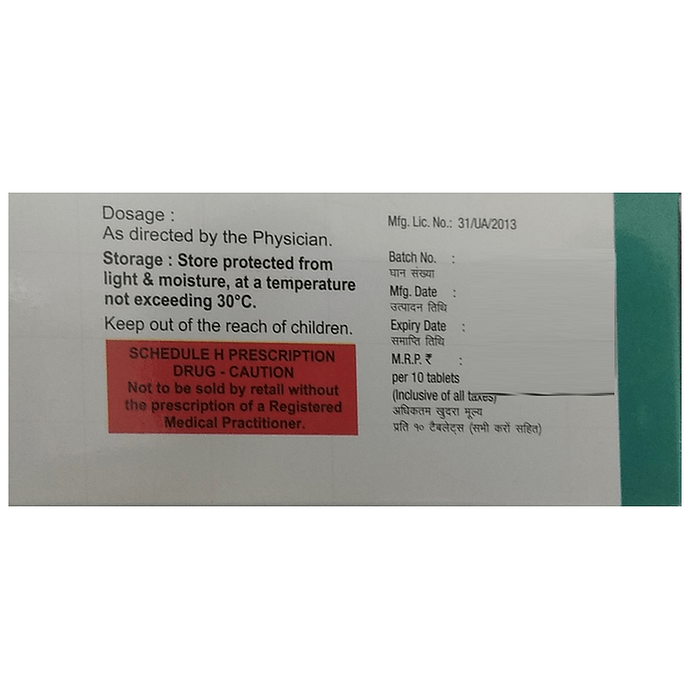 Dosage :
As directed by the Physician.
Storage : Store protected from
light & moisture, at a temperature
not exceeding 30°C.
Keep out of the reach of children.
SCHEDULE H PRESCRIPTION
DRUG - CAUTION
Not to be sold by retail without
the prescription of a Registered
Medical Practitioner.
Mfg. Lic. No.: 31/UA/2013
Batch No. :
घान संख्या
Mfg. Date :
उत्पादन तिथि
Expiry Date :
समाप्ति तिथि
M.R.P. ₹ :
per 10 tablets
(Inclusive of all taxes)
अधिकतम खुदरा मूल्य
प्रति १० टैबलेट्स (सभी करों सहित)